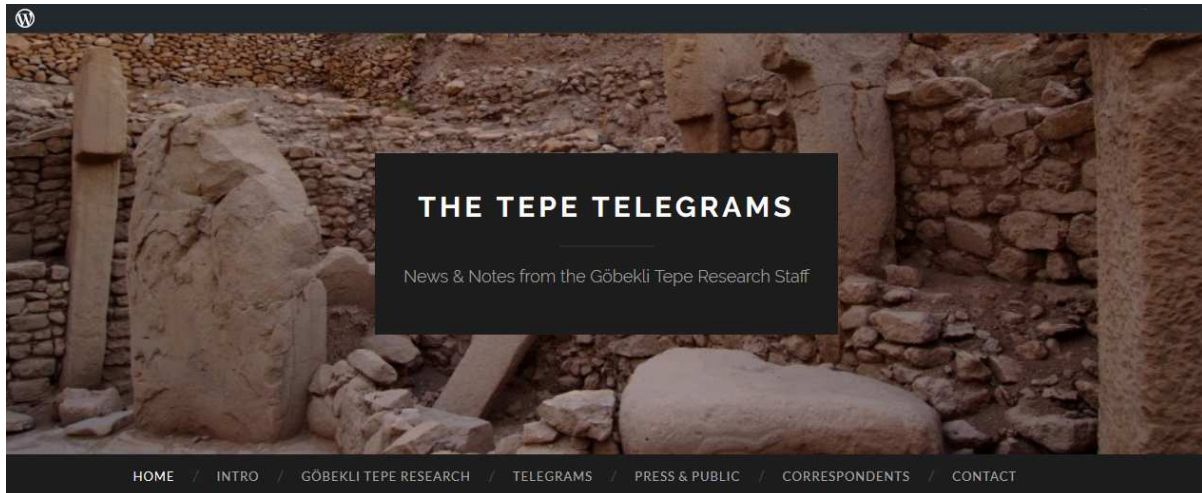 THE TEPE TELEGRAMS
News & Notes from the Göbekli Tepe Research Staff
HOME / INTRO / GÖBEKLI TEPE RESEARCH / TELEGRAMS / PRESS & PUBLIC / CORRESPONDENTS / CONTACT